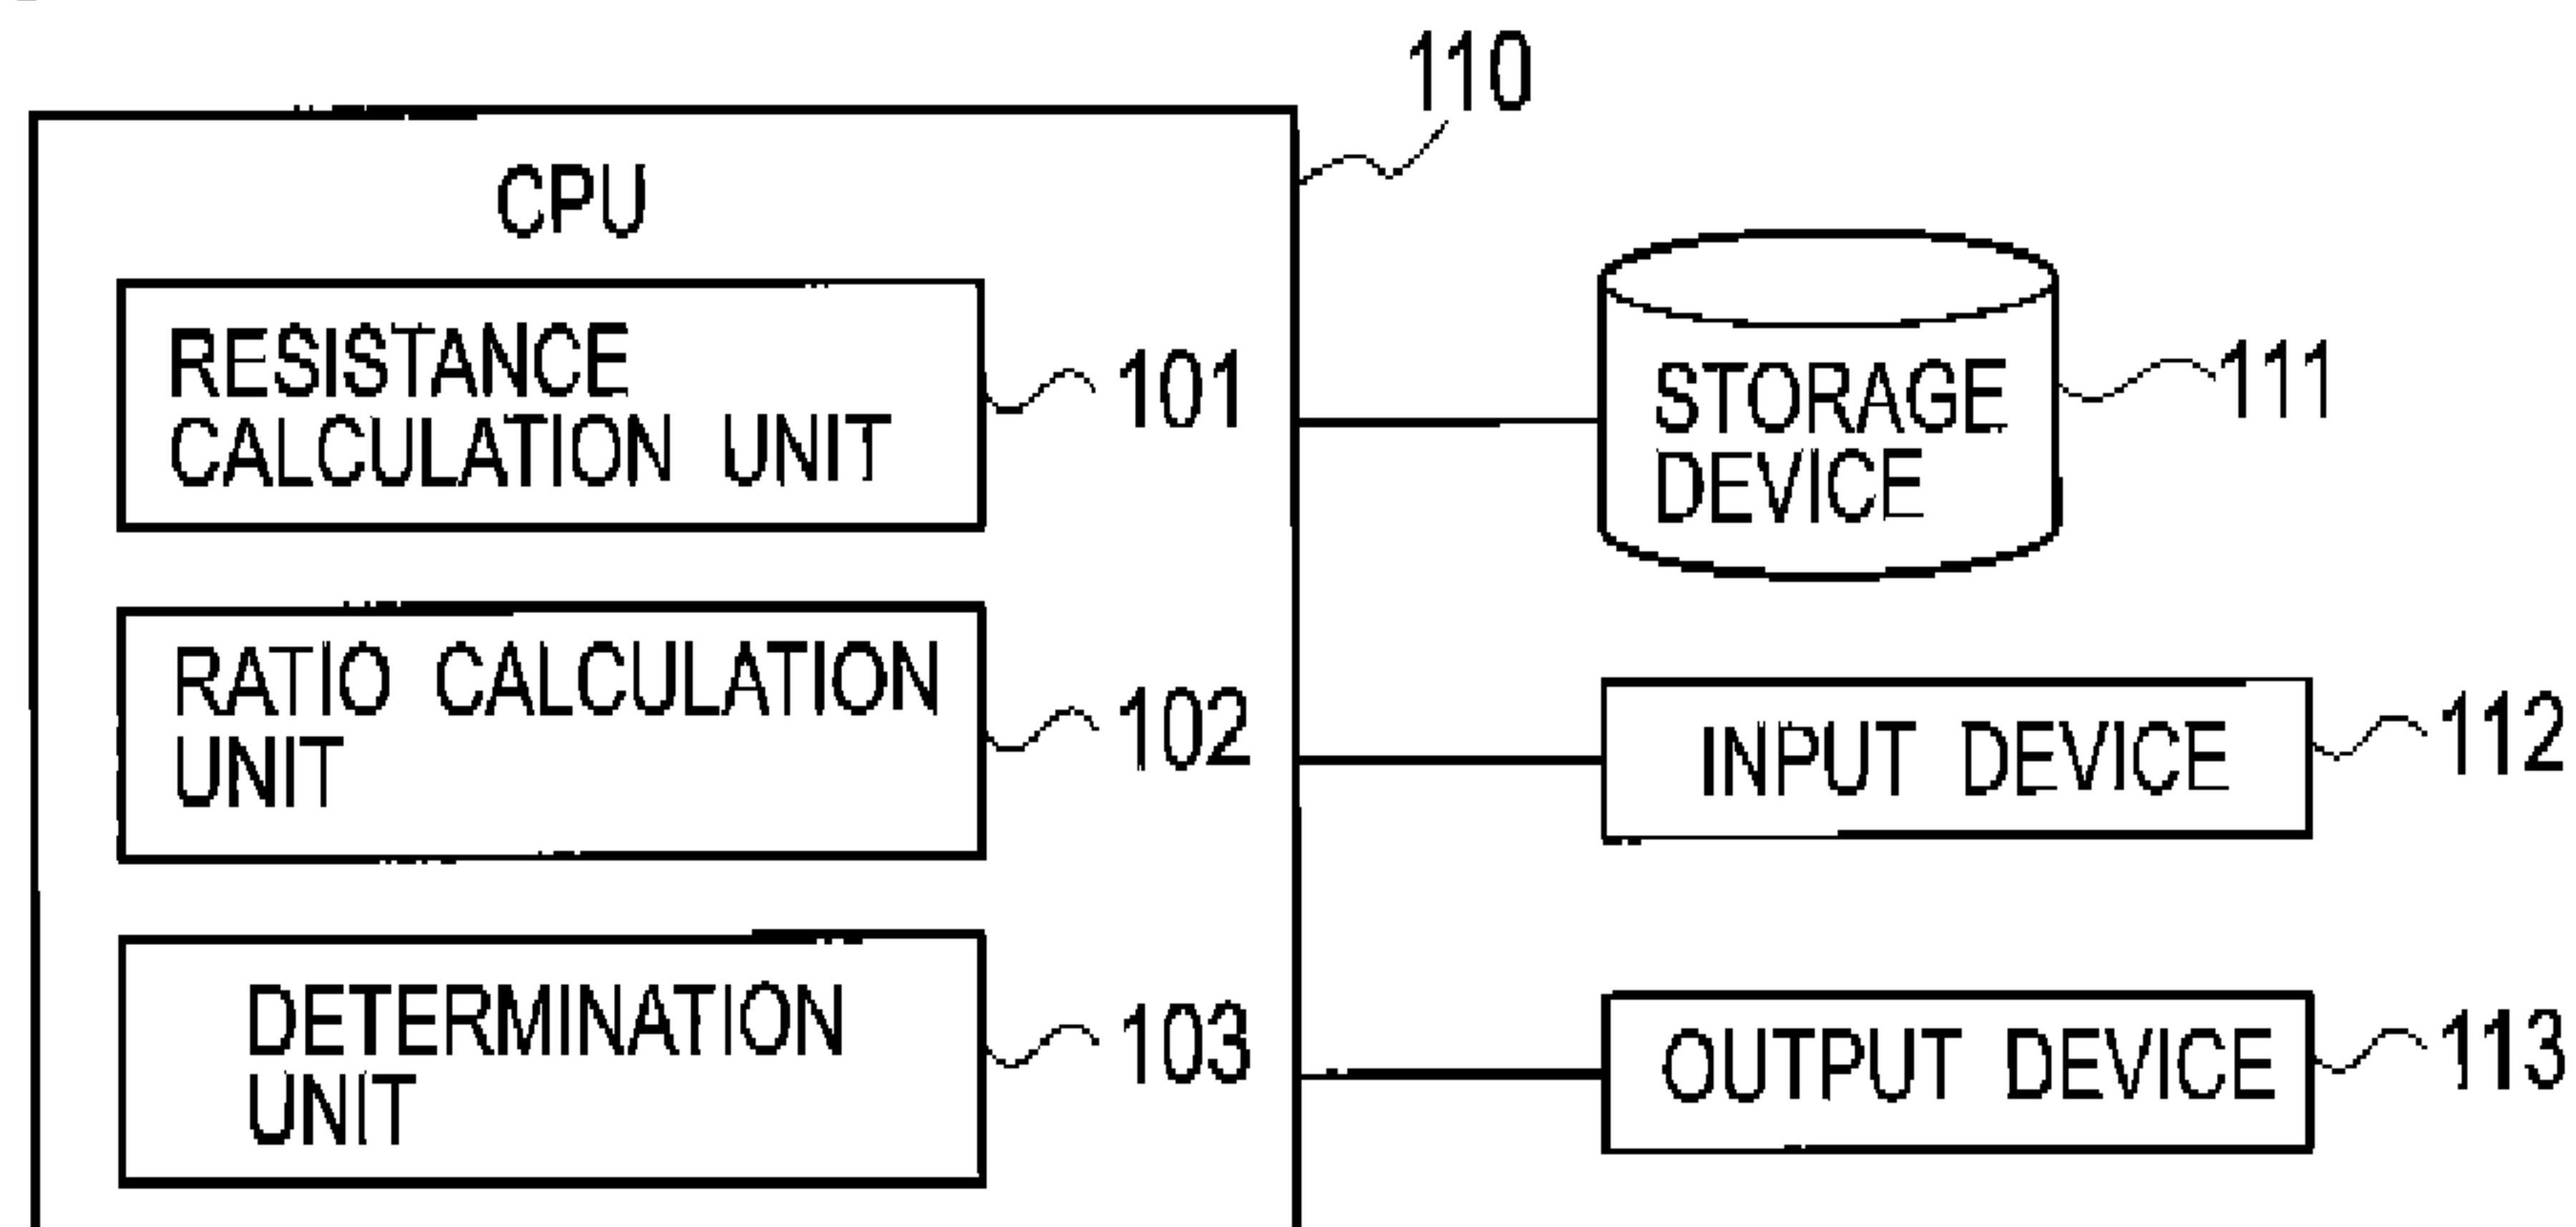 110
CPU
RESISTANCE
CALCULATION UNIT
101
STORAGE
DEVICE
111
RATIO CALCULATION
UNIT
102
INPUT DEVICE
112
DETERMINATION
UNIT
103
OUTPUT DEVICE
113